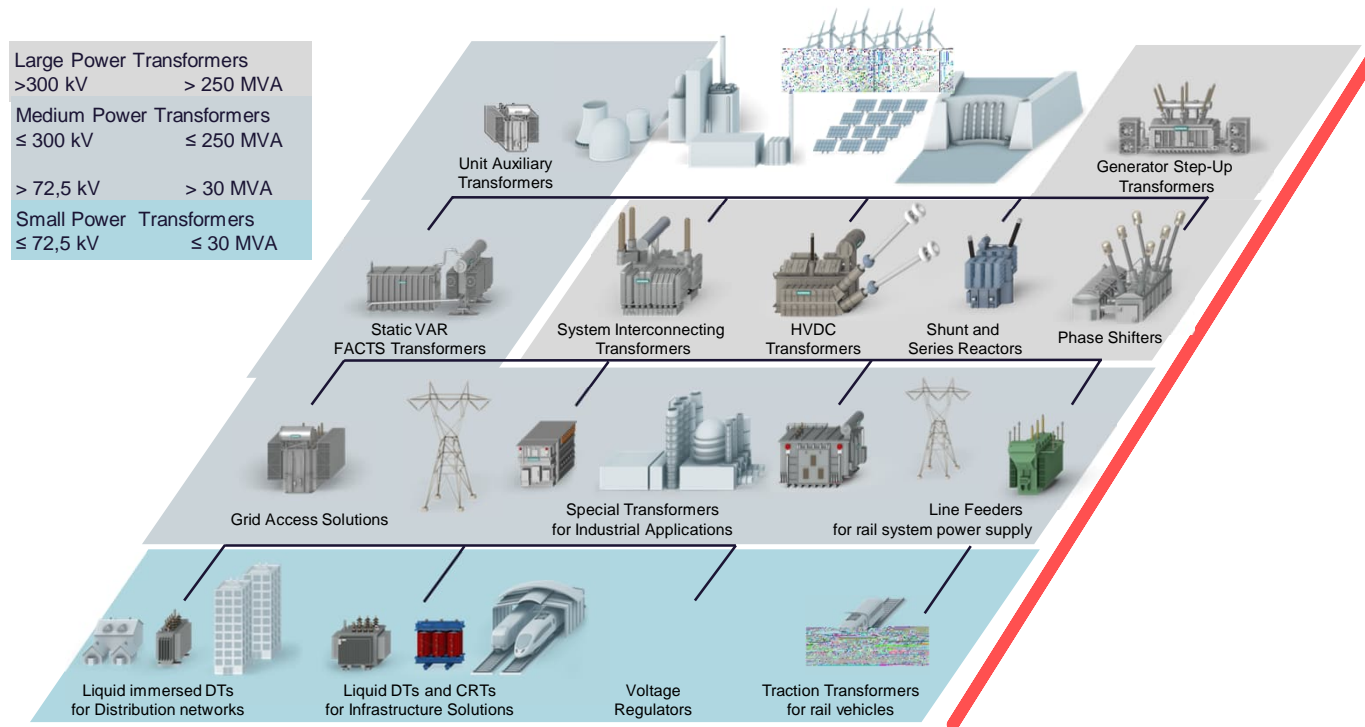 Large Power Transformers
>300 kV > 250 MVA
Medium Power Transformers
≤ 300 kV ≤ 250 MVA
> 72,5 kV > 30 MVA
Small Power Transformers
≤ 72,5 kV ≤ 30 MVA
Unit Auxiliary
Transformers
Generator Step-Up
Transformers
Static VAR
FACTS Transformers
System Interconnecting
Transformers
HVDC
Transformers
Shunt and
Series Reactors
Phase Shifters
Grid Access Solutions
Special Transformers
for Industrial Applications
Line Feeders
for rail system power supply
Liquid immersed DTs
for Distribution networks
Liquid DTs and CRTs
for Infrastructure Solutions
Voltage
Regulators
Traction Transformers
for rail vehicles